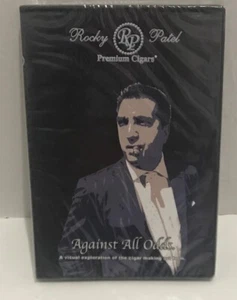 Rocky RP Patel
Premium Cigars®
Against All Odds
A visual exploration of the cigar making